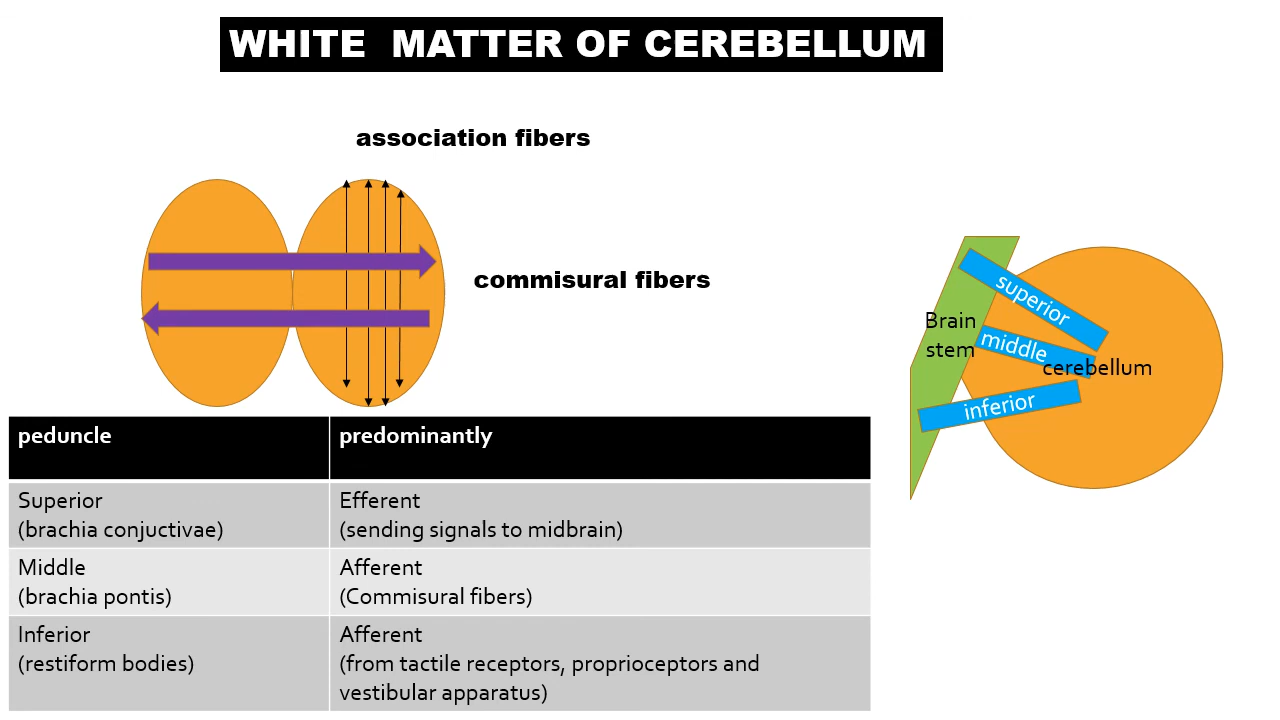 WHITE MATTER OF CEREBELLUM
association fibers
commisural fibers
superior
Brain
stem
middle
cerebellum
inferior
peduncle predominantly
Superior Efferent
(brachia conjuctivae) (sending signals to midbrain)
Middle Afferent
(brachia pontis) (Commisural fibers)
Inferior Afferent
(restiform bodies) (from tactile receptors, proprioceptors and
vestibular apparatus)